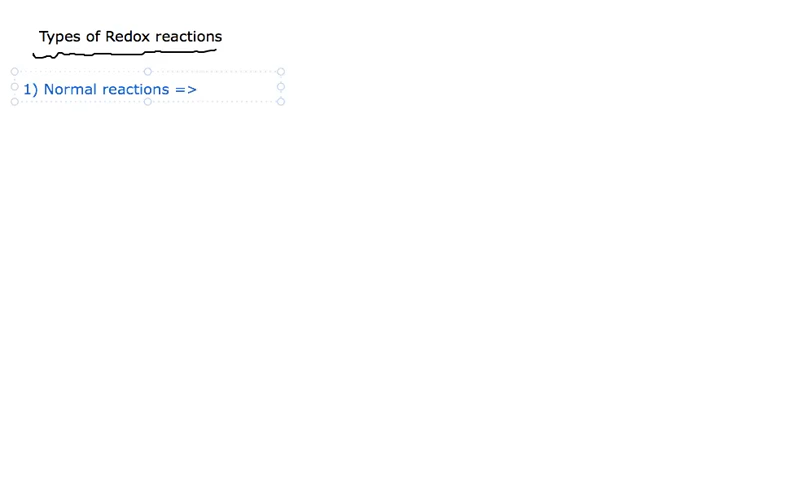 Types of Redox reactions
1) Normal reactions =>